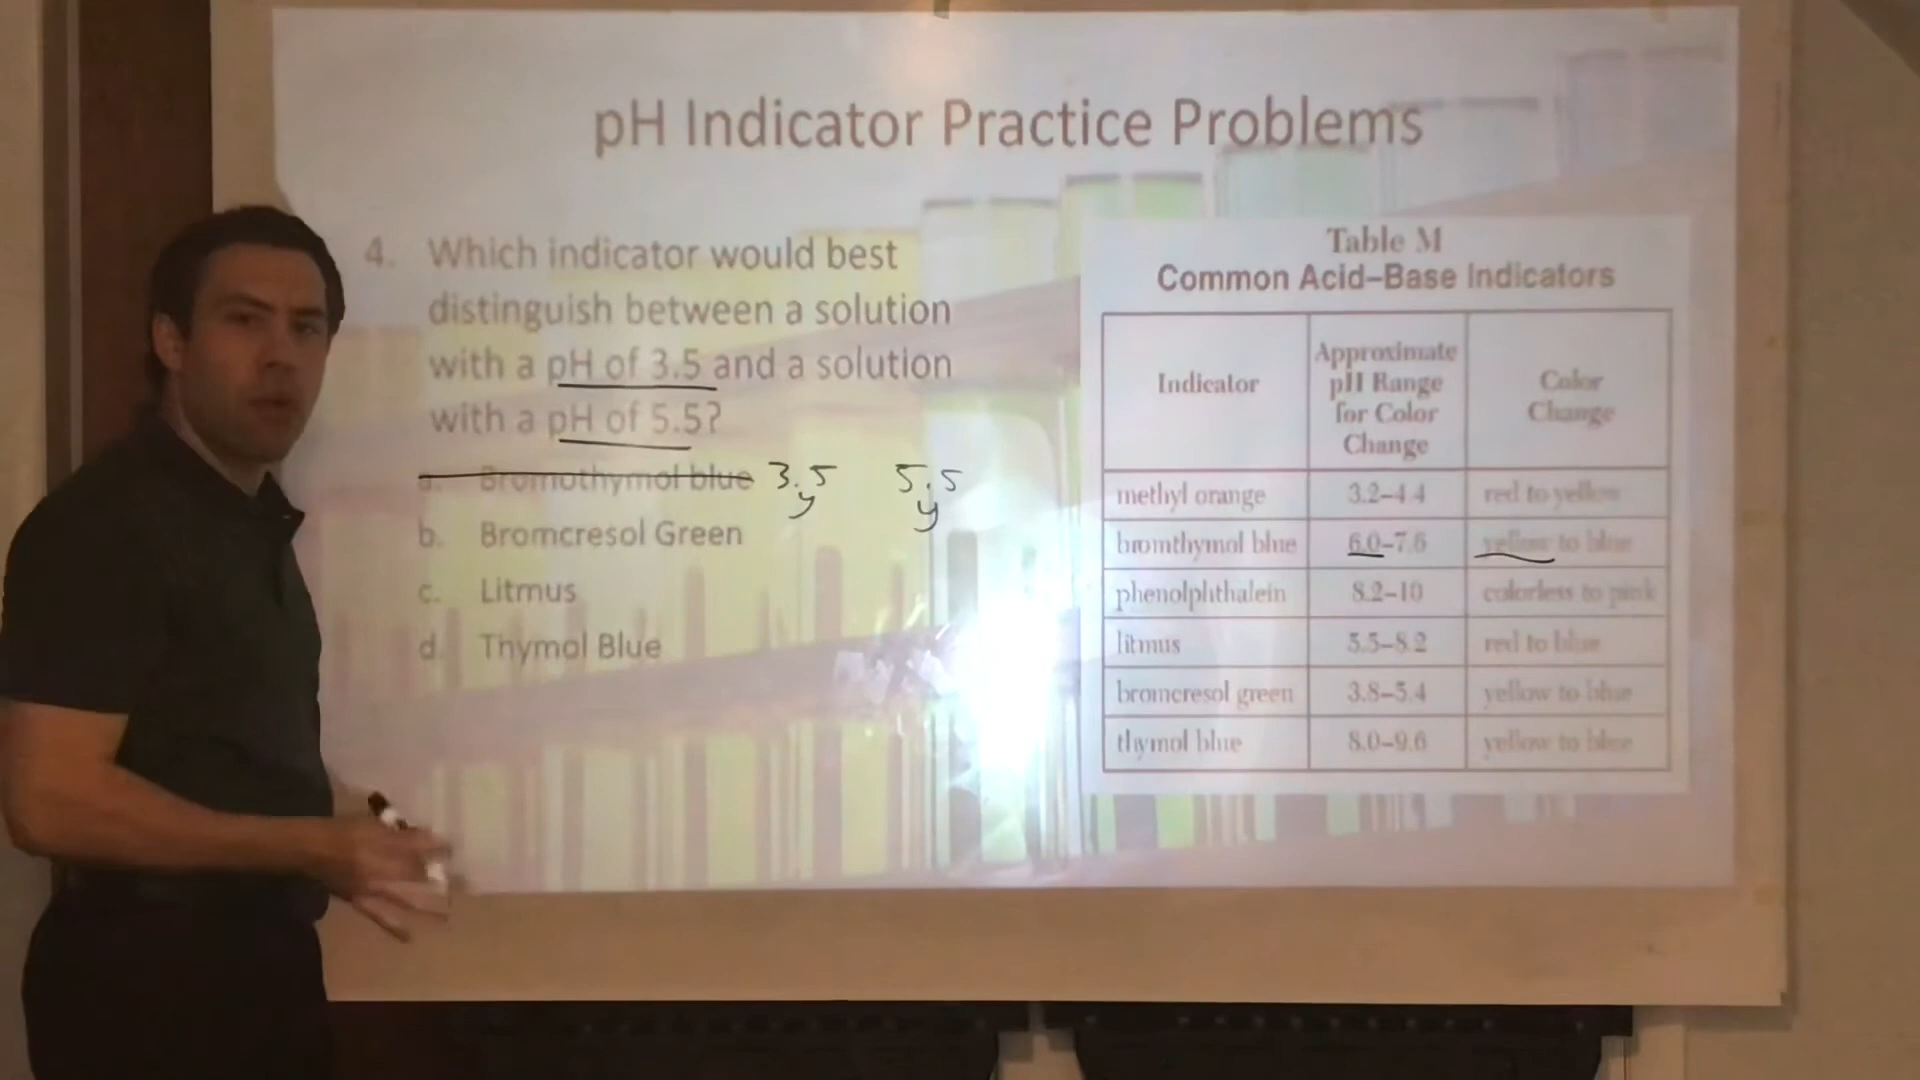 pH Indicator Practice Problems
4. Which indicator would best
distinguish between a solution
with a pH of 3.5 and a solution
with a pH of 5.5?
a. Bromothymol blue 3.5 5.5
y y
b. Bromcresol Green
c. Litmus
d. Thymol Blue
Table M
Common Acid–Base Indicators
Indicator
Approximate
pH Range
for Color
Change
Color
Change
methyl orange 3.2–4.4 red to yellow
bromthymol blue 6.0–7.6 yellow to blue
phenolphthalein 8.2–10 colorless to pink
litmus 5.5–8.2 red to blue
bromcresol green 3.8–5.4 yellow to blue
thymol blue 8.0–9.6 yellow to blue